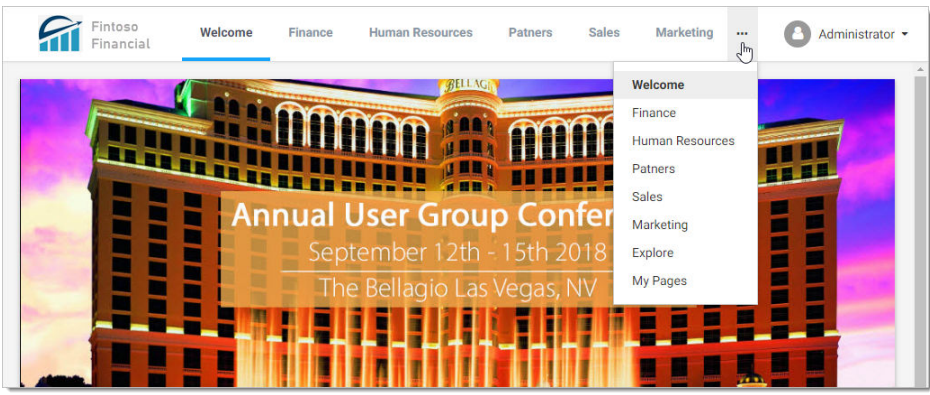 Fintoso
Financial
Welcome
Finance
Human Resources
Patners
Sales
Marketing
...
Administrator
Welcome
Finance
Human Resources
Patners
Sales
Marketing
Explore
My Pages
BELLAGIO
Annual User Group Confer
September 12th - 15th 2018
The Bellagio Las Vegas, NV